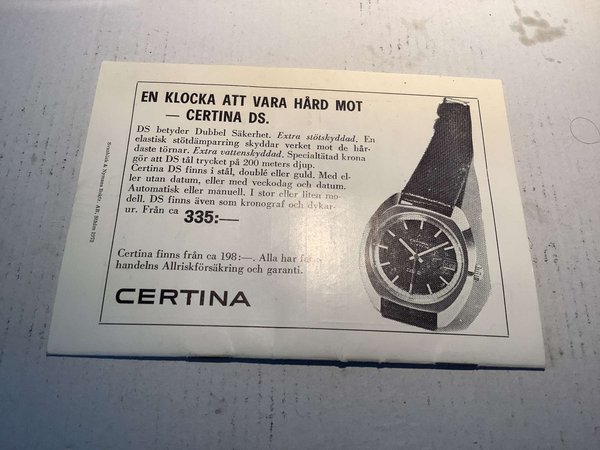 EN KLOCKA ATT VARA HÅRD MOT
— CERTINA DS.
DS betyder Dubbel Säkerhet. Extra stötskyddad. En
elastisk stötdämparring skyddar verket mot de hår-
daste törnar. Extra vattenskyddad. Specialtätad krona
gör att DS tål trycket på 200 meters djup.
Certina DS finns i stål, doublé eller guld. Med el-
ler utan datum, eller med veckodag och datum.
Automatisk eller manuell. I stor eller liten mo-
dell. DS finns även som kronograf och dykar-
ur. Från ca 335:—
Certina finns från ca 198:—. Alla har
handelns Allriskförsäkring och garanti.
CERTINA
CERTINA
& Nyman Boktr. AB,